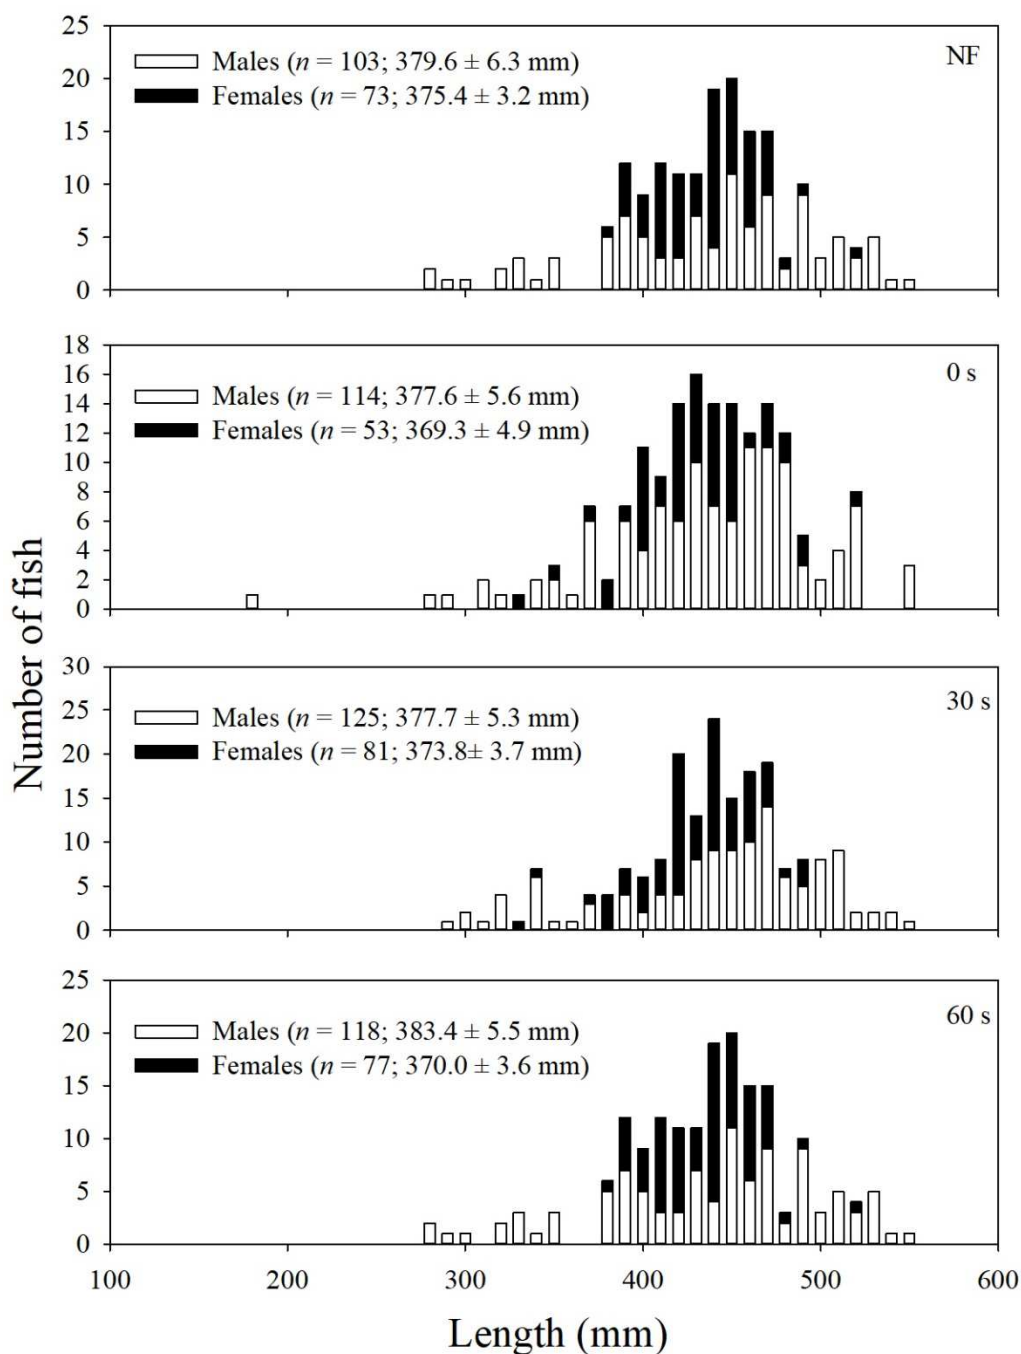 25
20
15
10
5
0
Males (n = 103; 379.6 ± 6.3 mm)
Females (n = 73; 375.4 ± 3.2 mm)
NF
18
16
14
12
10
8
6
4
2
0
Males (n = 114; 377.6 ± 5.6 mm)
Females (n = 53; 369.3 ± 4.9 mm)
0 s
Number of fish
30
25
20
15
10
5
0
Males (n = 125; 377.7 ± 5.3 mm)
Females (n = 81; 373.8± 3.7 mm)
30 s
25
20
15
10
5
0
Males (n = 118; 383.4 ± 5.5 mm)
Females (n = 77; 370.0 ± 3.6 mm)
60 s
100 200 300 400 500 600
Length (mm)